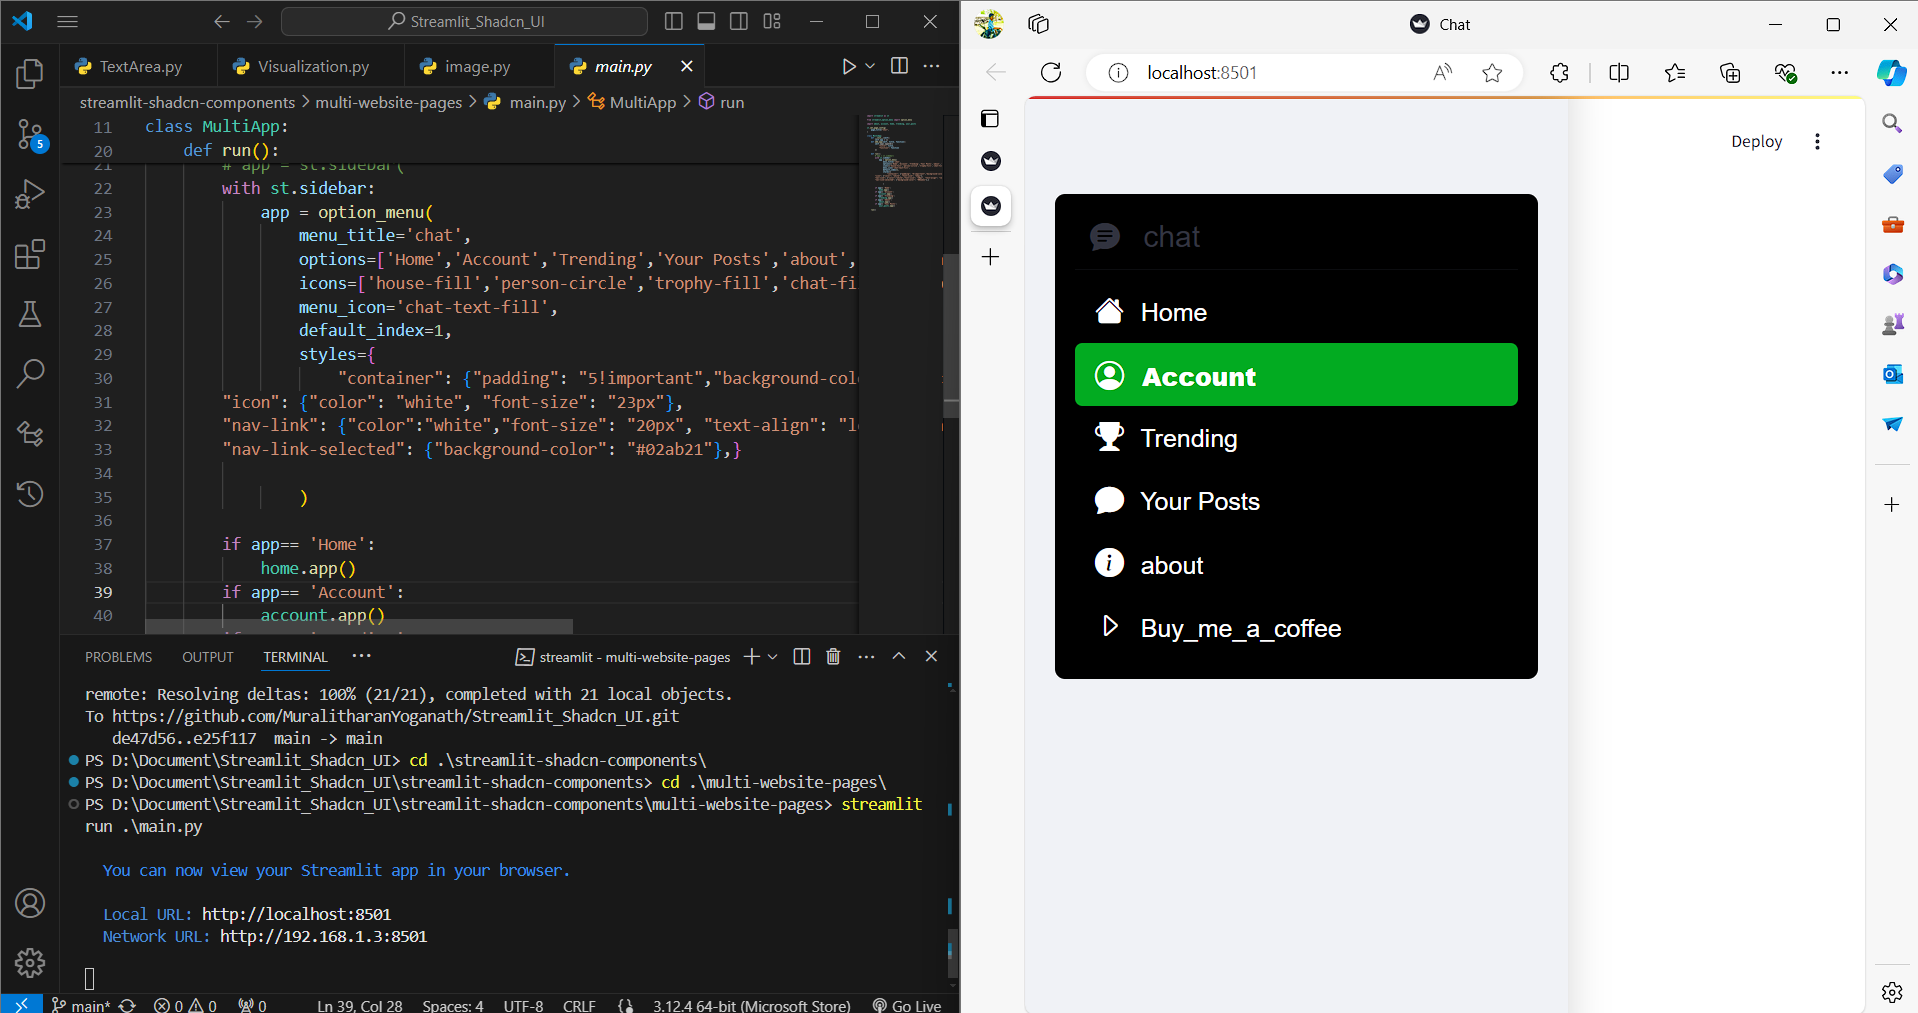 Streamlit_Shadcn_UI
TextArea.py
Visualization.py
image.py
main.py
streamlit-shadcn-components > multi-website-pages > main.py > MultiApp > run
11 class MultiApp:
20 def run():
21 # app = st.sidebar(
22 with st.sidebar:
23 app = option_menu(
24 menu_title='chat',
25 options=['Home','Account','Trending','Your Posts','about',
26 icons=['house-fill','person-circle','trophy-fill','chat-fi
27 menu_icon='chat-text-fill',
28 default_index=1,
29 styles={
30 "container": {"padding": "5!important","background-col
31 "icon": {"color": "white", "font-size": "23px"},
32 "nav-link": {"color":"white","font-size": "20px", "text-align": "le
33 "nav-link-selected": {"background-color": "#02ab21"},}
34
35 )
36
37 if app== 'Home':
38 home.app()
39 if app== 'Account':
40 account.app()
PROBLEMS OUTPUT TERMINAL
streamlit - multi-website-pages
remote: Resolving deltas: 100% (21/21), completed with 21 local objects.
To https://github.com/MuralitharanYoganath/Streamlit_Shadcn_UI.git
de47d56..e25f117 main -> main
PS D:\Document\Streamlit_Shadcn_UI> cd .\streamlit-shadcn-components\
PS D:\Document\Streamlit_Shadcn_UI\streamlit-shadcn-components> cd .\multi-website-pages\
PS D:\Document\Streamlit_Shadcn_UI\streamlit-shadcn-components\multi-website-pages> streamlit
run .\main.py
You can now view your Streamlit app in your browser.
Local URL: http://localhost:8501
Network URL: http://192.168.1.3:8501
5
main* 0 0 0 Ln 39, Col 28 Spaces: 4 UTF-8 CRLF {} 3.12.4 64-bit (Microsoft Store) Go Live
Chat
localhost:8501
Deploy
chat
Home
Account
Trending
Your Posts
about
Buy_me_a_coffee